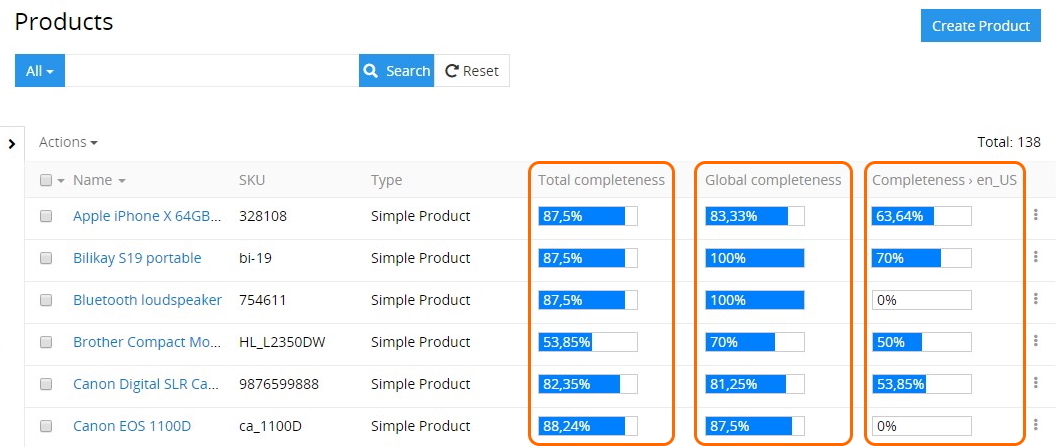 Products
Create Product
All Search Reset
Actions Total: 138
Name SKU Type Total completeness Global completeness Completeness › en_US
Apple iPhone X 64GB... 328108 Simple Product 87,5% 83,33% 63,64%
Bilikay S19 portable bi-19 Simple Product 87,5% 100% 70%
Bluetooth loudspeaker 754611 Simple Product 87,5% 100% 0%
Brother Compact Mo... HL_L2350DW Simple Product 53,85% 70% 50%
Canon Digital SLR Ca... 9876599888 Simple Product 82,35% 81,25% 53,85%
Canon EOS 1100D ca_1100D Simple Product 88,24% 87,5% 0%